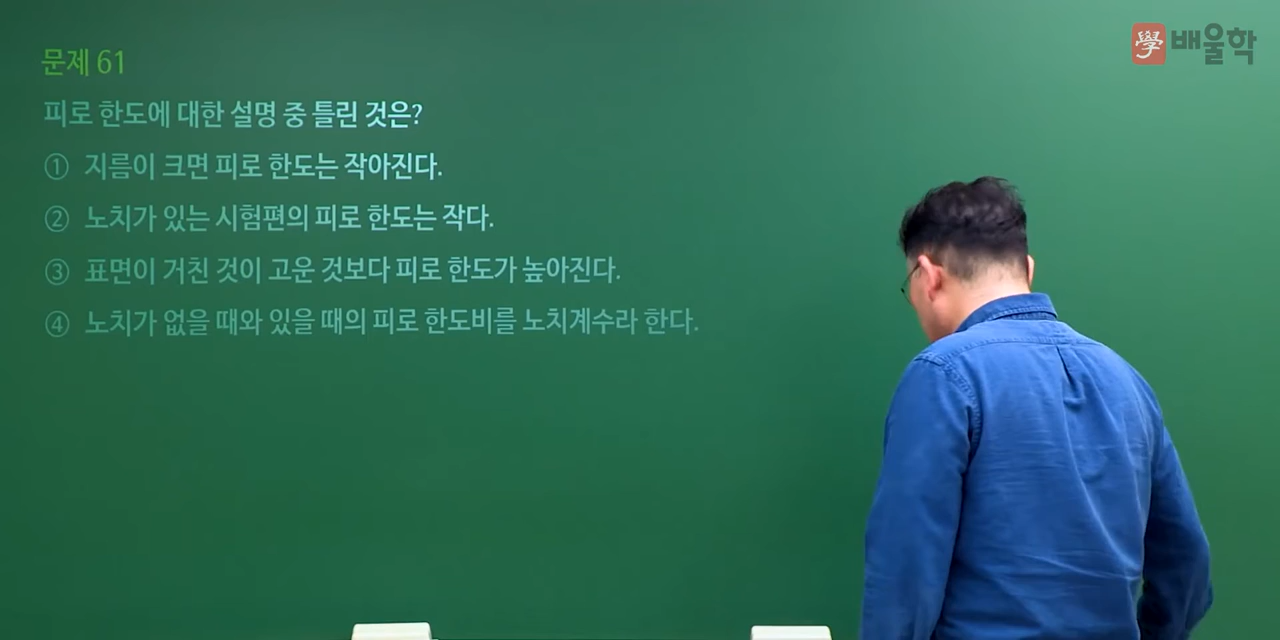 學 배울학
문제 61
피로 한도에 대한 설명 중 틀린 것은?
① 지름이 크면 피로 한도는 작아진다.
② 노치가 있는 시험편의 피로 한도는 작다.
③ 표면이 거친 것이 고운 것보다 피로 한도가 높아진다.
④ 노치가 없을 때와 있을 때의 피로 한도비를 노치계수라 한다.